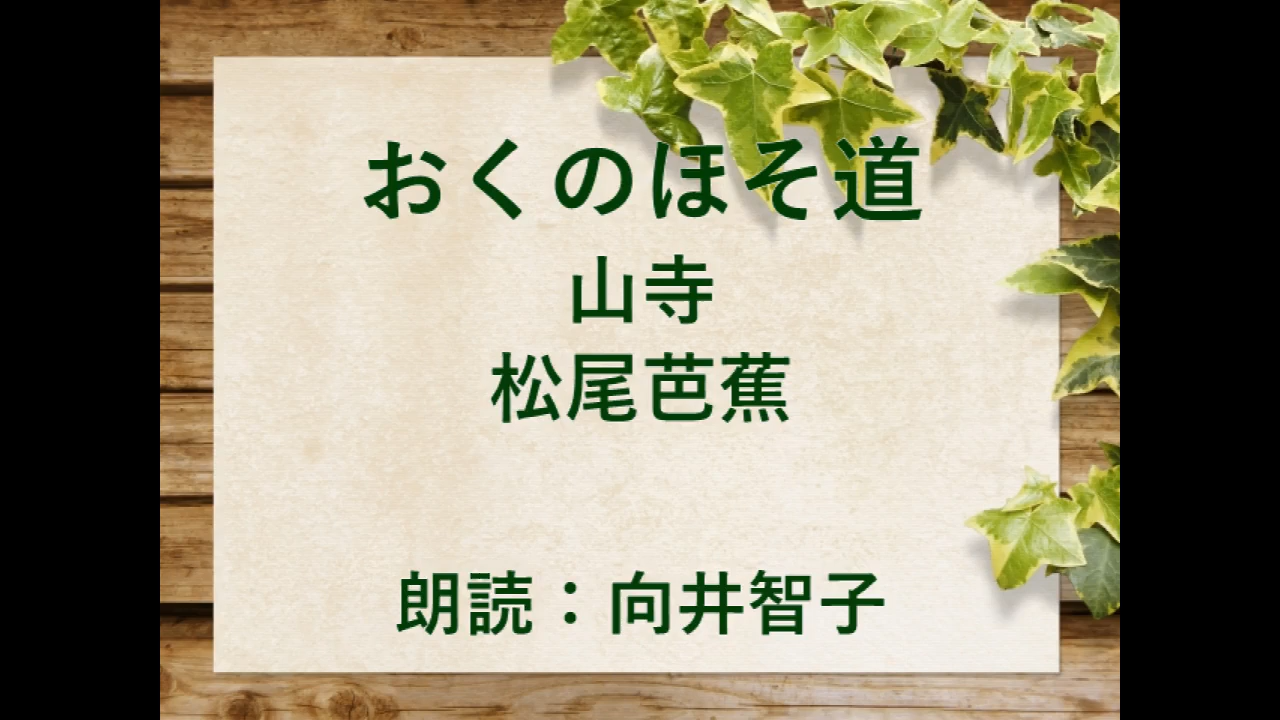 おくのほそ道
山寺
松尾芭蕉
朗読：向井智子